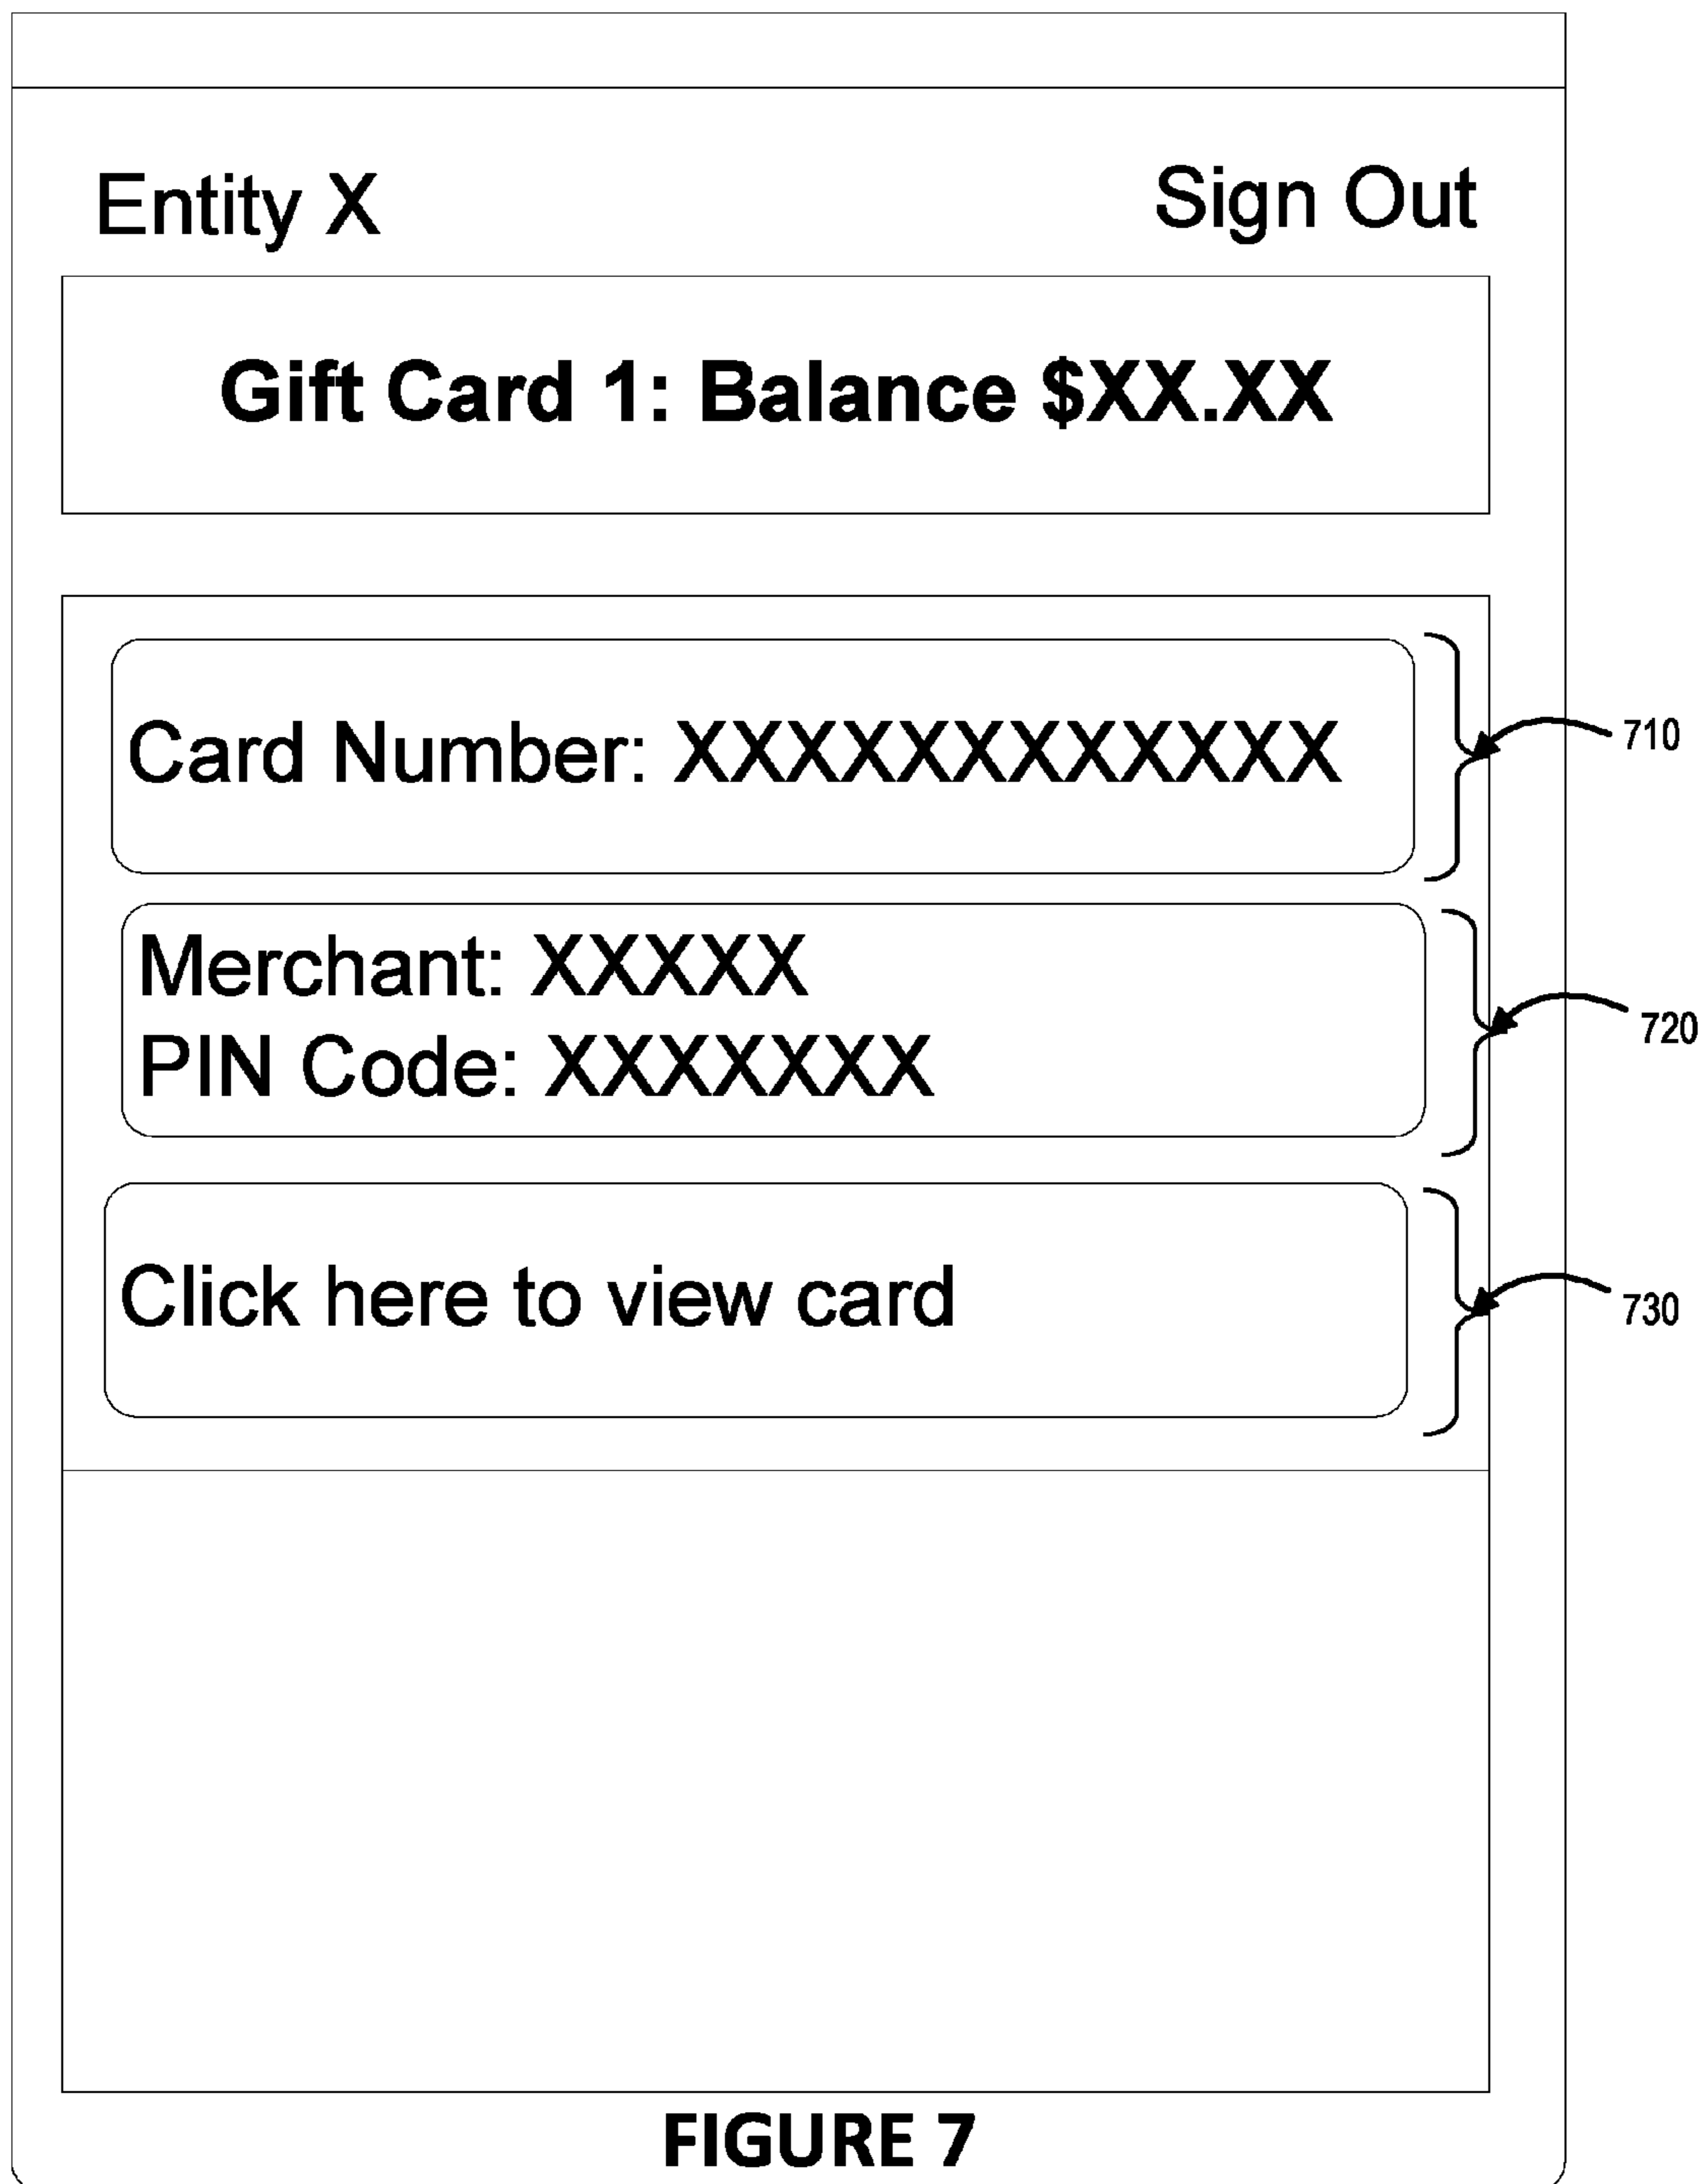 Entity X
Sign Out
Gift Card 1: Balance $XX.XX
Card Number: XXXXXXXXXXXX
710
Merchant: XXXXX
PIN Code: XXXXXXX
720
Click here to view card
730
FIGURE 7